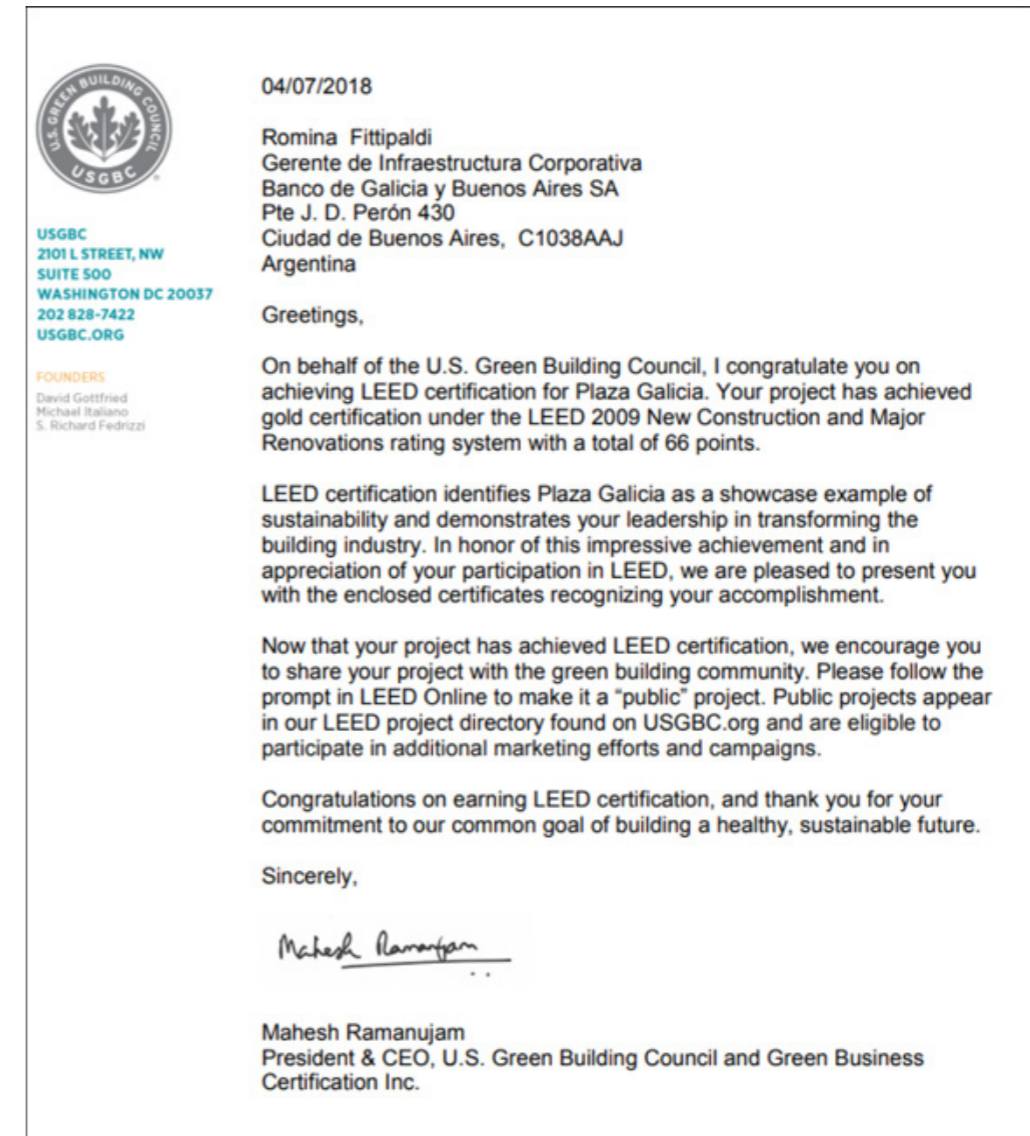 U.S. GREEN BUILDING COUNCIL
USGBC
USGBC
2101 L STREET, NW
SUITE 500
WASHINGTON DC 20037
202 828-7422
USGBC.ORG
FOUNDERS
David Gottfried
Michael Italiano
S. Richard Fedrizzi
04/07/2018
Romina Fittipaldi
Gerente de Infraestructura Corporativa
Banco de Galicia y Buenos Aires SA
Pte J. D. Perón 430
Ciudad de Buenos Aires, C1038AAJ
Argentina
Greetings,
On behalf of the U.S. Green Building Council, I congratulate you on
achieving LEED certification for Plaza Galicia. Your project has achieved
gold certification under the LEED 2009 New Construction and Major
Renovations rating system with a total of 66 points.
LEED certification identifies Plaza Galicia as a showcase example of
sustainability and demonstrates your leadership in transforming the
building industry. In honor of this impressive achievement and in
appreciation of your participation in LEED, we are pleased to present you
with the enclosed certificates recognizing your accomplishment.
Now that your project has achieved LEED certification, we encourage you
to share your project with the green building community. Please follow the
prompt in LEED Online to make it a “public” project. Public projects appear
in our LEED project directory found on USGBC.org and are eligible to
participate in additional marketing efforts and campaigns.
Congratulations on earning LEED certification, and thank you for your
commitment to our common goal of building a healthy, sustainable future.
Sincerely,
Mahesh Ramanujam
Mahesh Ramanujam
President & CEO, U.S. Green Building Council and Green Business
Certification Inc.